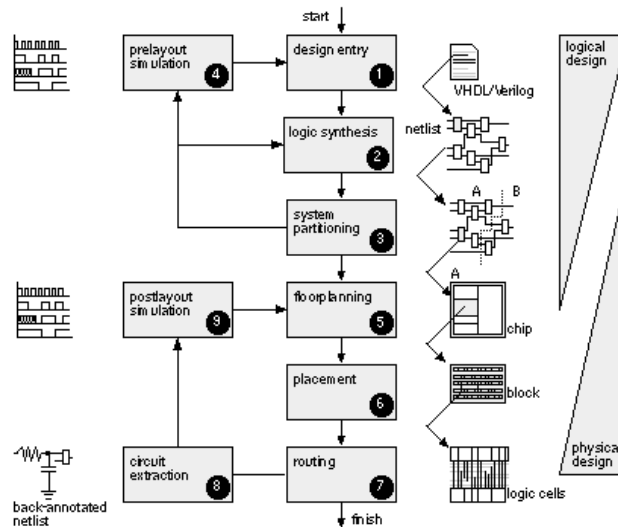 start
prelayout
simulation
4
design entry
1
VHDL/Verilog
logical
design
logic synthesis
2
netlist
system
partitioning
3
A
B
postlayout
simulation
9
floorplanning
5
A
chip
placement
6
block
circuit
extraction
8
routing
7
logic cells
physical
design
back-annotated
netlist
finish